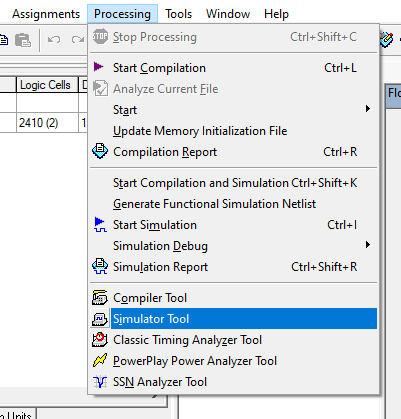 Assignments Processing Tools Window Help
Stop Processing Ctrl+Shift+C
Start Compilation Ctrl+L
Analyze Current File
Start
Update Memory Initialization File
Compilation Report Ctrl+R
Start Compilation and Simulation Ctrl+Shift+K
Generate Functional Simulation Netlist
Start Simulation Ctrl+I
Simulation Debug
Simulation Report Ctrl+Shift+R
Compiler Tool
Simulator Tool
Classic Timing Analyzer Tool
PowerPlay Power Analyzer Tool
SSN Analyzer Tool
Logic Cells
2410 (2)
n Units